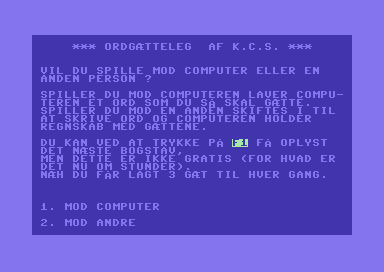 *** ORDGÆTTELEG AF K.C.S. ***
VIL DU SPILLE MOD COMPUTER ELLER EN
ANDEN PERSON ?
SPILLER DU MOD COMPUTEREN LAVER COMPU-
TEREN ET ORD SOM DU SÅ SKAL GÆTTE.
SPILLER DU MOD EN ANDEN SKIFTES I TIL
AT SKRIVE ORD OG COMPUTEREN HOLDER
REGNSKAB MED GÆTTENE.
DU KAN VED AT TRYKKE PÅ F1 FÅ OPLYST
DET NÆSTE BOGSTAV,
MEN DETTE ER IKKE GRATIS (FOR HVAD ER
DET NU OM STUNDER).
NÆH DU FÅR LAGT 3 GÆT TIL HVER GANG.
1. MOD COMPUTER
2. MOD ANDRE